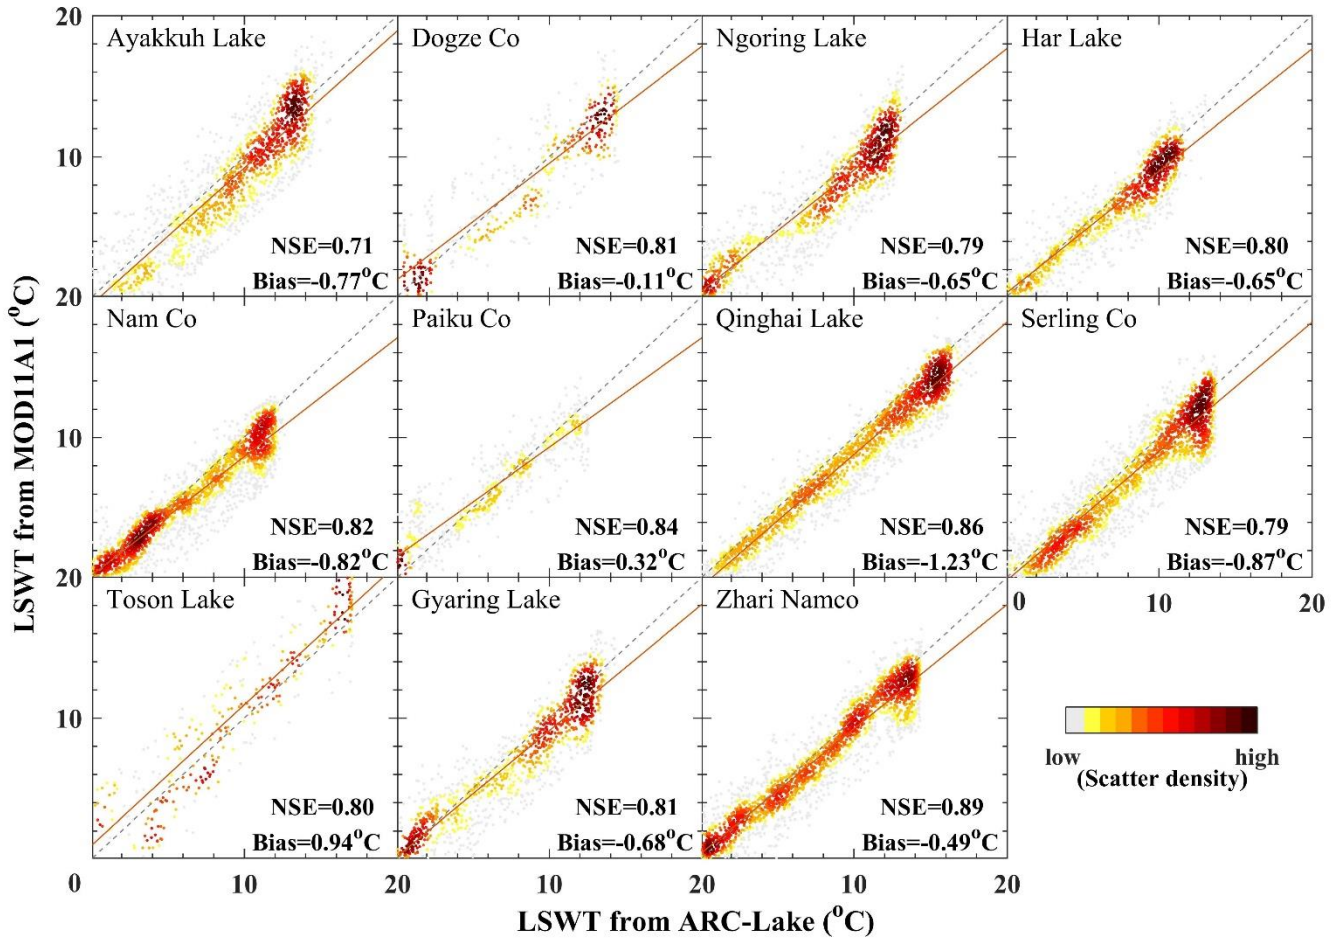 20
Ayakkuh Lake
Dogze Co
Ngoring Lake
Har Lake
10
NSE=0.71
Bias=-0.77°C
NSE=0.81
Bias=-0.11°C
NSE=0.79
Bias=-0.65°C
NSE=0.80
Bias=-0.65°C
20
Nam Co
Paiku Co
Qinghai Lake
Serling Co
10
NSE=0.82
Bias=-0.82°C
NSE=0.84
Bias=0.32°C
NSE=0.86
Bias=-1.23°C
NSE=0.79
Bias=-0.87°C
20
0
10
20
Toson Lake
Gyaring Lake
Zhari Namco
10
NSE=0.80
Bias=0.94°C
NSE=0.81
Bias=-0.68°C
NSE=0.89
Bias=-0.49°C
low
high
(Scatter density)
0
10
20
10
20
LSWT from MOD11A1 (°C)
LSWT from ARC-Lake (°C)